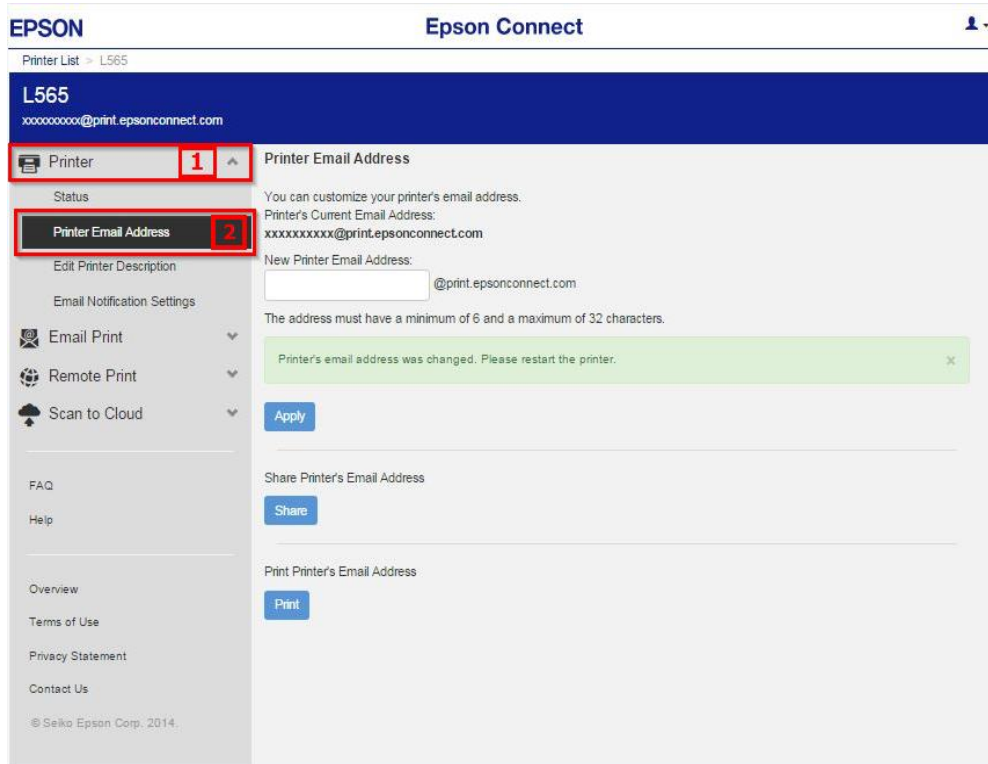 EPSON
Epson Connect
Printer List > L565
L565
xxxxxxxxxx@print.epsonconnect.com
Printer 1
Status
Printer Email Address 2
Edit Printer Description
Email Notification Settings
Email Print
Remote Print
Scan to Cloud
FAQ
Help
Overview
Terms of Use
Privacy Statement
Contact Us
© Seiko Epson Corp. 2014.
Printer Email Address
You can customize your printer's email address.
Printer's Current Email Address:
xxxxxxxxxx@print.epsonconnect.com
New Printer Email Address:
@print.epsonconnect.com
The address must have a minimum of 6 and a maximum of 32 characters.
Printer's email address was changed. Please restart the printer. ×
Apply
Share Printer's Email Address
Share
Print Printer's Email Address
Print